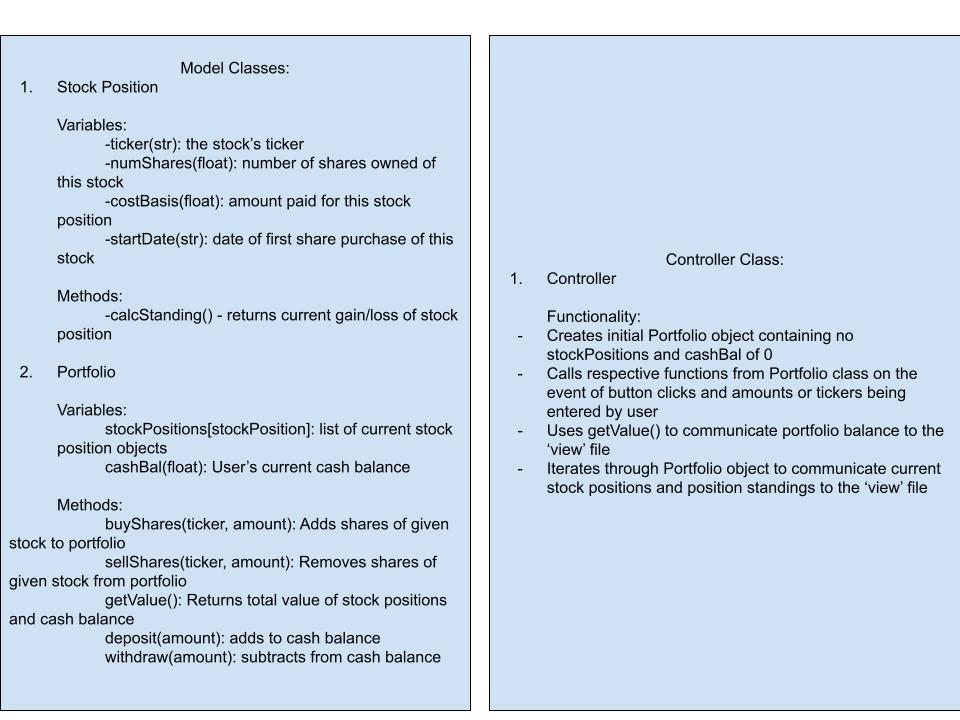 Model Classes:
1. Stock Position
Variables:
-ticker(str): the stock’s ticker
-numShares(float): number of shares owned of
this stock
-costBasis(float): amount paid for this stock
position
-startDate(str): date of first share purchase of this
stock
Methods:
-calcStanding() - returns current gain/loss of stock
position
2. Portfolio
Variables:
stockPositions[stockPosition]: list of current stock
position objects
cashBal(float): User’s current cash balance
Methods:
buyShares(ticker, amount): Adds shares of given
stock to portfolio
sellShares(ticker, amount): Removes shares of
given stock from portfolio
getValue(): Returns total value of stock positions
and cash balance
deposit(amount): adds to cash balance
withdraw(amount): subtracts from cash balance
Controller Class:
1. Controller
Functionality:
- Creates initial Portfolio object containing no
stockPositions and cashBal of 0
- Calls respective functions from Portfolio class on the
event of button clicks and amounts or tickers being
entered by user
- Uses getValue() to communicate portfolio balance to the
‘view’ file
- Iterates through Portfolio object to communicate current
stock positions and position standings to the ‘view’ file